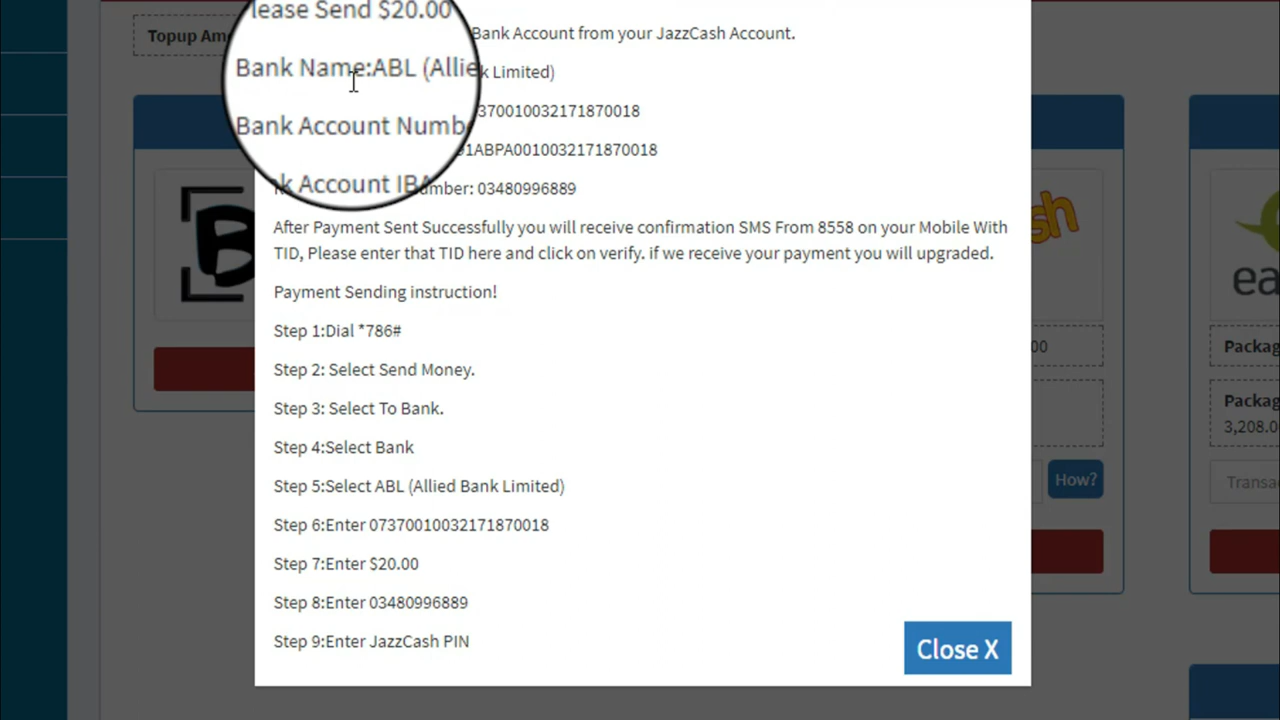 lease Send $20.00
Topup Am
Bank Account from your JazzCash Account.
Bank Name:ABL (Allie
k Limited)
37001003217187​0018
Bank Account Numb
01ABPA0010032171870018
k Account IBA
umber: 03480996889
After Payment Sent Successfully you will receive confirmation SMS From 8558 on your Mobile With
TID, Please enter that TID here and click on verify. if we receive your payment you will upgraded.
Payment Sending instruction!
Step 1:Dial *786#
Step 2: Select Send Money.
Step 3: Select To Bank.
Step 4:Select Bank
Step 5:Select ABL (Allied Bank Limited)
Step 6:Enter 07370010032171870018
Step 7:Enter $20.00
Step 8:Enter 03480996889
Step 9:Enter JazzCash PIN
Close X
B
sh
ea
00
How?
Packag
Packag
3,208.0
Transa